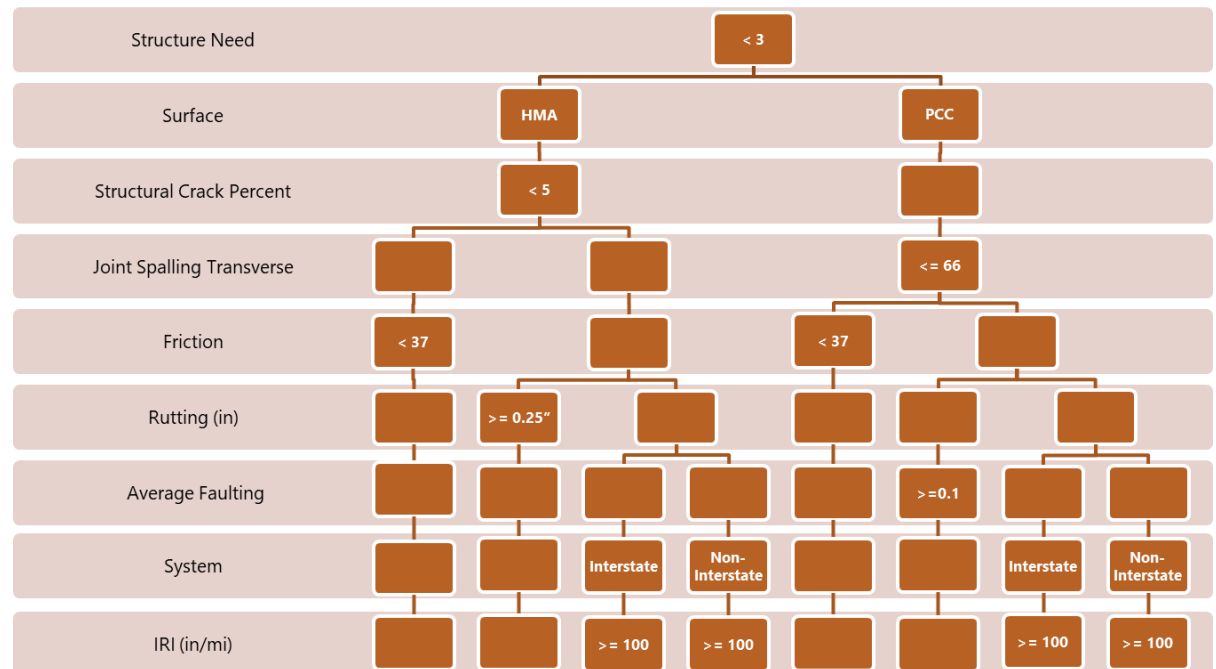 Structure Need
< 3
Surface
HMA
PCC
Structural Crack Percent
< 5
Joint Spalling Transverse
<= 66
Friction
< 37
< 37
Rutting (in)
>= 0.25”
Average Faulting
>=0.1
System
Interstate
Non-
Interstate
Interstate
Non-
Interstate
IRI (in/mi)
>= 100
>= 100
>= 100
>= 100